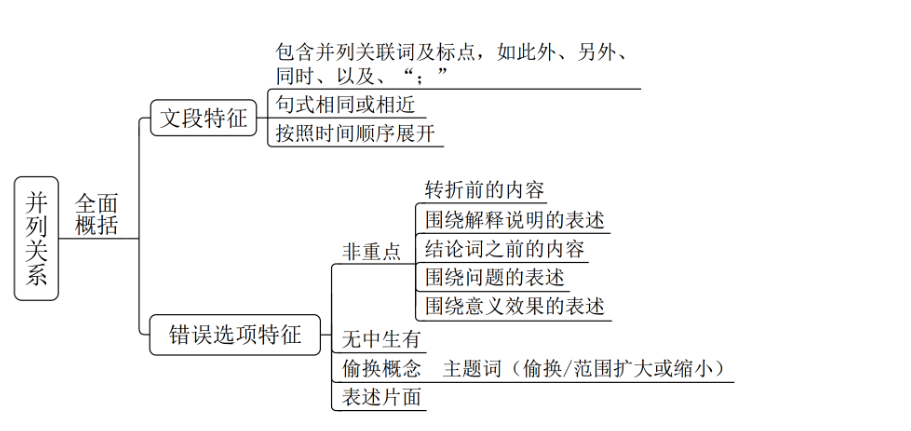 包含并列关联词及标点，如此外、另外、
同时、以及、“；”
文段特征
句式相同或相近
按照时间顺序展开
并列关系
全面
概括
转折前的内容
围绕解释说明的表述
非重点
结论词之前的内容
围绕问题的表述
围绕意义效果的表述
错误选项特征
无中生有
偷换概念 主题词（偷换/范围扩大或缩小）
表述片面